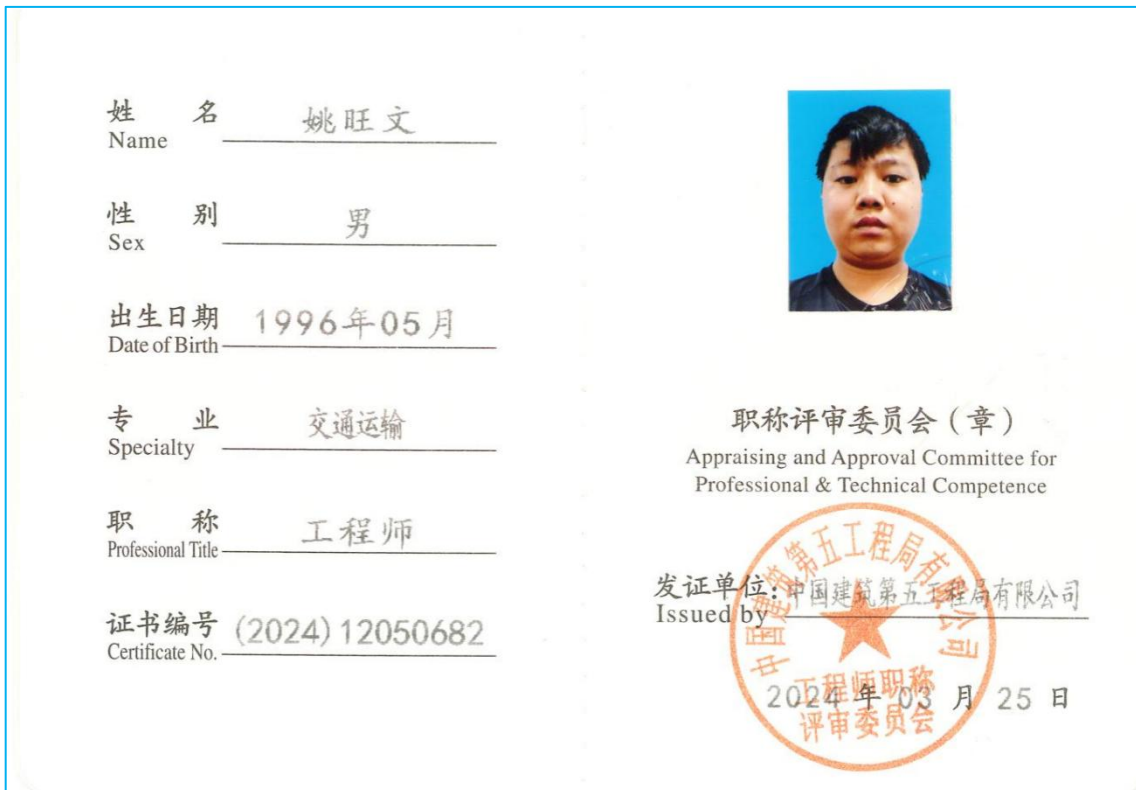 姓名 姚旺文
Name
性别 男
Sex
出生日期 1996年05月
Date of Birth
专业 交通运输
Specialty
职称 工程师
Professional Title
证书编号 (2024)12050682
Certificate No.
职称评审委员会（章）
Appraising and Approval Committee for
Professional & Technical Competence
中国建筑第五工程局有限公司
发证单位：中国建筑第五工程局有限公司
Issued by
工程师职称
2024 年 03 月 25 日
评审委员会